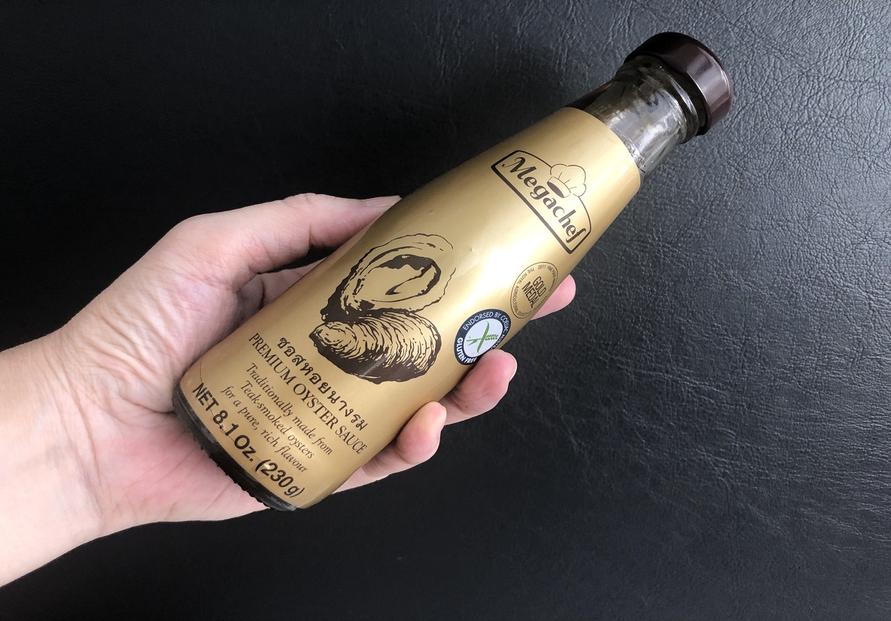 Megachef
GOLD
MEDAL
ENDORSED BY
ซอสหอยนางรม
PREMIUM OYSTER SAUCE
Traditionally made from
Teak-smoked oysters
for a pure, rich flavour
NET 8.1 Oz. (230g)